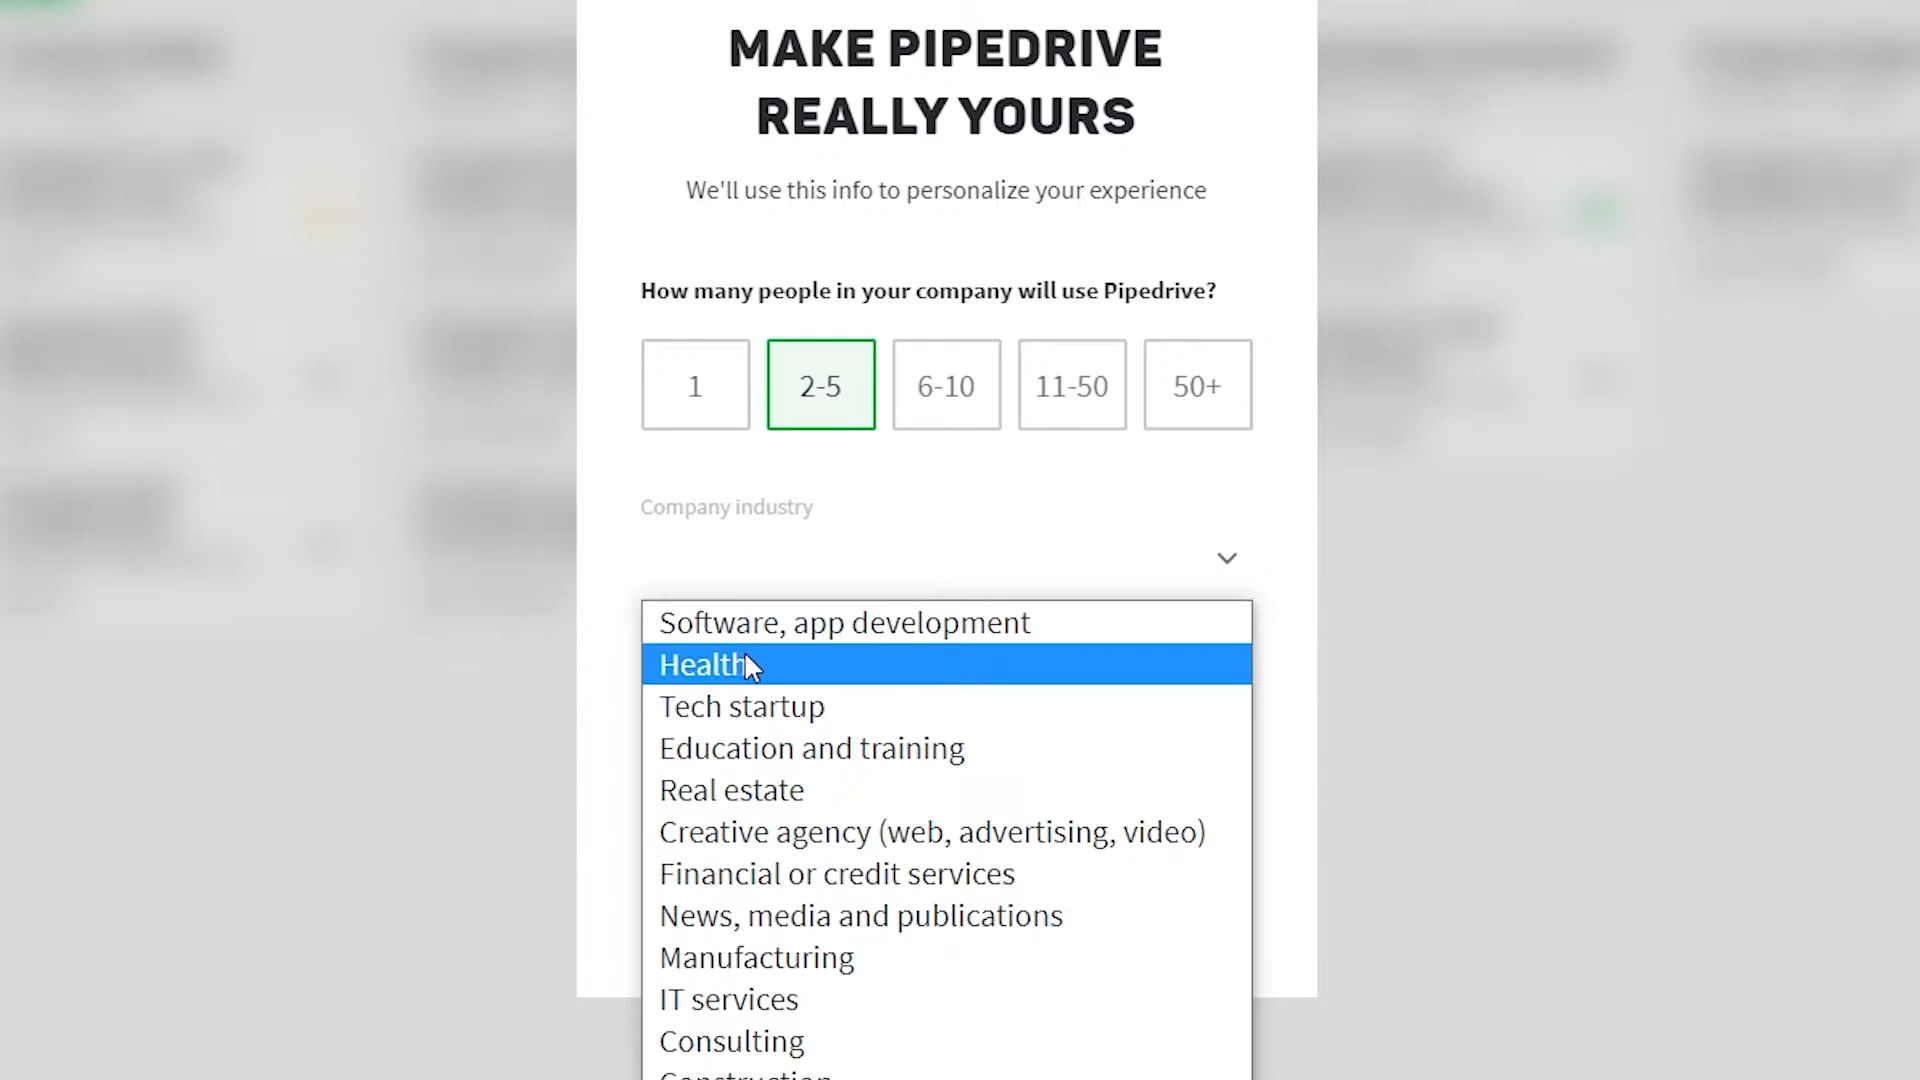 MAKE PIPEDRIVE
REALLY YOURS
We'll use this info to personalize your experience
How many people in your company will use Pipedrive?
1
2-5
6-10
11-50
50+
Company industry
Software, app development
Health
Tech startup
Education and training
Real estate
Creative agency (web, advertising, video)
Financial or credit services
News, media and publications
Manufacturing
IT services
Consulting
Construction